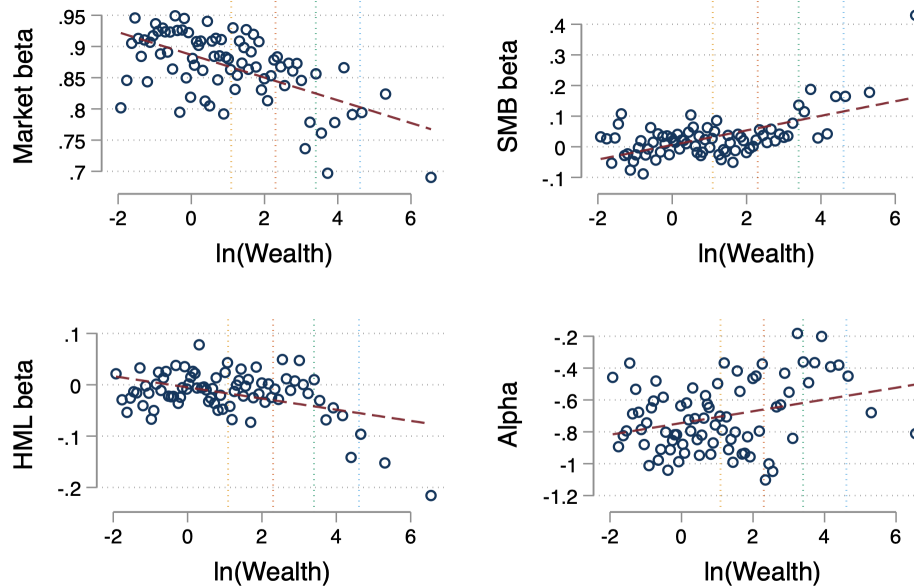 Market beta
.95
.9
.85
.8
.75
.7
-2 0 2 4 6
ln(Wealth)
SMB beta
.4
.3
.2
.1
0
-.1
-2 0 2 4 6
ln(Wealth)
HML beta
.1
0
-.1
-.2
-2 0 2 4 6
ln(Wealth)
Alpha
-.2
-.4
-.6
-.8
-1
-1.2
-2 0 2 4 6
ln(Wealth)